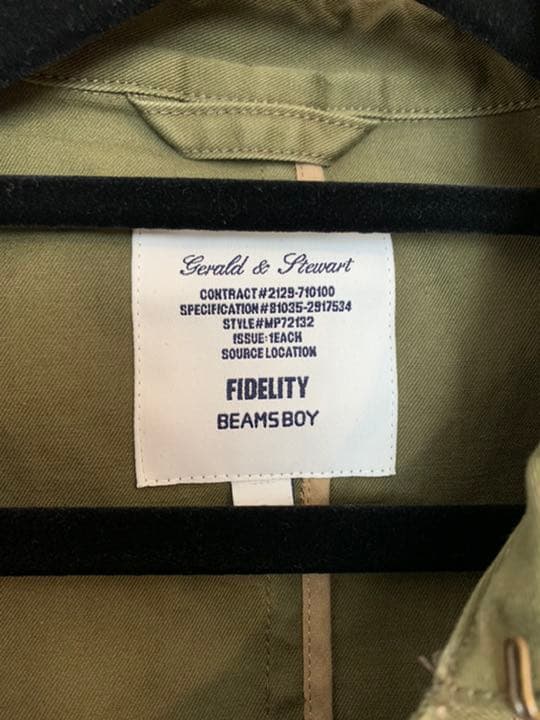 Gerald & Stewart
CONTRACT#2129-710100
SPECIFICATION#81035-2917534
STYLE#MP72132
ISSUE:1EACH
SOURCE LOCATION
FIDELITY
BEAMS BOY